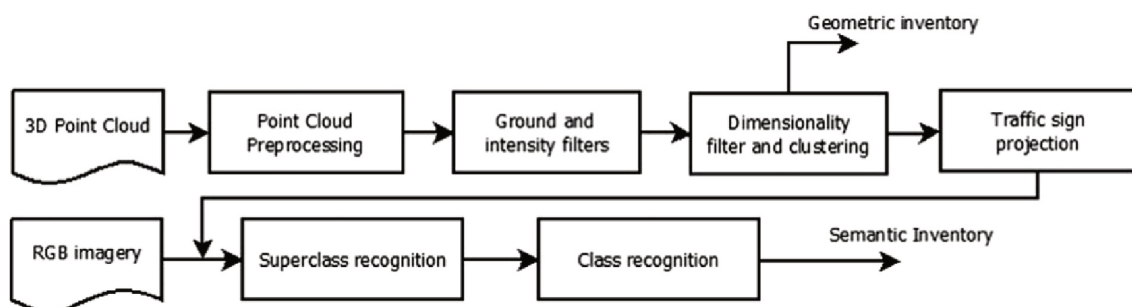 Geometric inventory
3D Point Cloud
Point Cloud
Preprocessing
Ground and
intensity filters
Dimensionality
filter and clustering
Traffic sign
projection
RGB imagery
Superclass recognition
Class recognition
Semantic Inventory